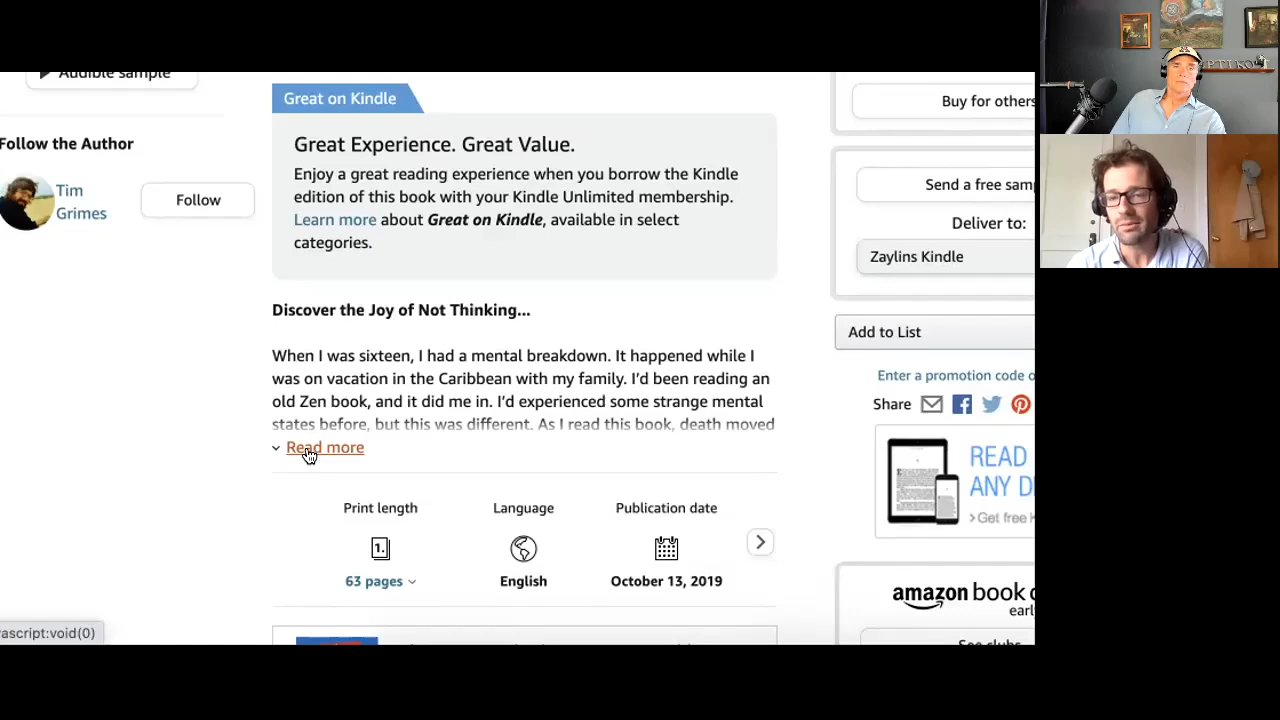 Audible sample
Follow the Author
Tim
Grimes
Follow
Great on Kindle
Great Experience. Great Value.
Enjoy a great reading experience when you borrow the Kindle
edition of this book with your Kindle Unlimited membership.
Learn more about Great on Kindle, available in select
categories.
Discover the Joy of Not Thinking...
When I was sixteen, I had a mental breakdown. It happened while I
was on vacation in the Caribbean with my family. I'd been reading an
old Zen book, and it did me in. I'd experienced some strange mental
states before, but this was different. As I read this book, death moved
Read more
Print length
1.
63 pages
Language
English
Publication date
October 13, 2019
Buy for others
Send a free samp
Deliver to:
Zaylins Kindle
Add to List
Enter a promotion code o
Share
READ
ANY D
› Get free K
amazon book c
early
See clubs
ascript:void(0)